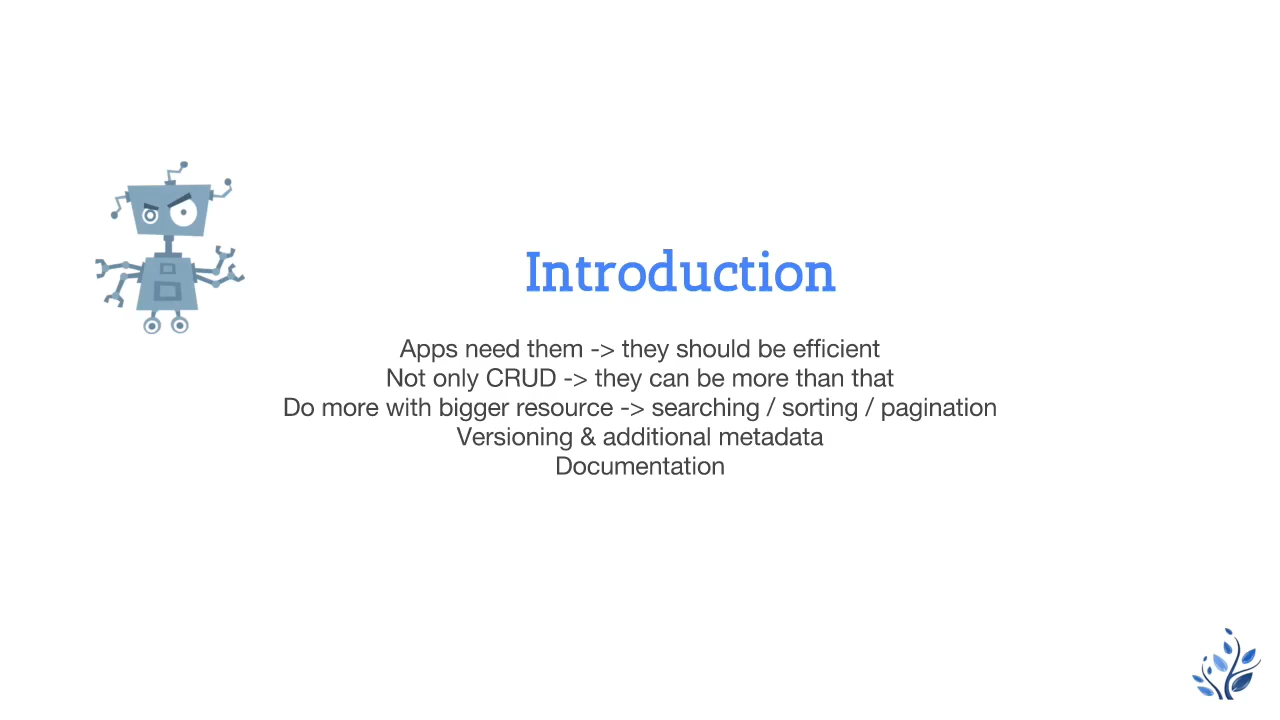 Introduction
Apps need them -> they should be efficient
Not only CRUD -> they can be more than that
Do more with bigger resource -> searching / sorting / pagination
Versioning & additional metadata
Documentation